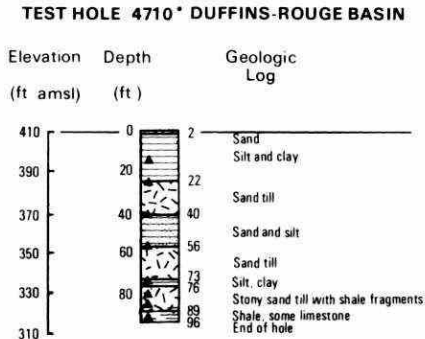 TEST HOLE 4710* DUFFINS-ROUGE BASIN
Elevation Depth Geologic
Log
(ft amsl) (ft)
410 0 2
Sand
Silt and clay
390 20 22
Sand till
370 40 40
Sand and silt
350 56
60 Sand till
73
Silt, clay
330 80 76
Stony sand till with shale fragments
89
Shale, some limestone
310 96 End of hole